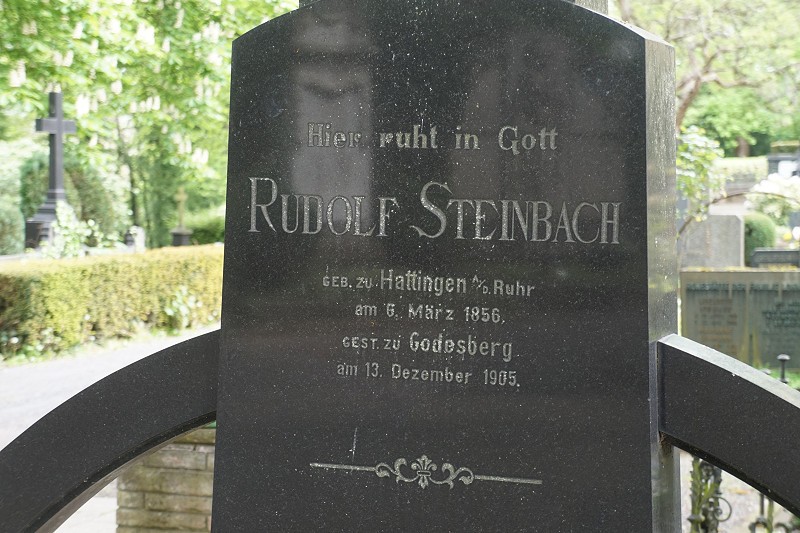 Hier ruht in Gott
RUDOLF STEINBACH
GEB. ZU Hattingen A/D. Ruhr
am 6. März 1856,
GEST. ZU Godesberg
am 13. Dezember 1905.